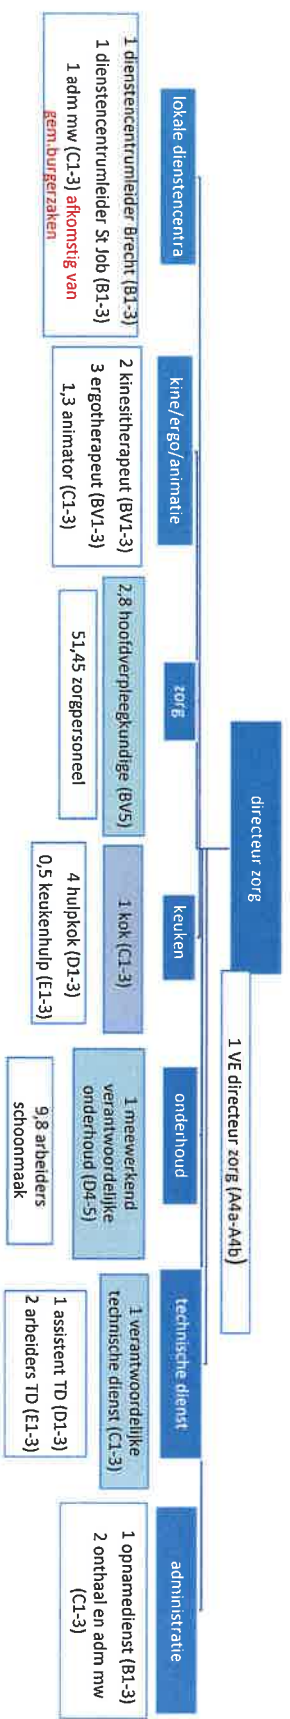 directeur zorg
1 VE directeur zorg (A4a-A4b)
lokale dienstencentra
1 dienstencentrumleider Brecht (B1-3)
1 dienstencentrumleider St Job (B1-3)
1 adm mw (C1-3) afkomstig van
gem.burgerzaken
kine/ergo/animatie
2 kinesitherapeut (BV1-3)
3 ergotherapeut (BV1-3)
1,3 animator (C1-3)
zorg
2,8 hoofdverpleegkundige (BV5)
51,45 zorgpersoneel
keuken
1 kok (C1-3)
4 hulpkok (D1-3)
0,5 keukenhulp (E1-3)
onderhoud
1 meewerkend
verantwoordelijke
onderhoud (D4-5)
9,8 arbeiders
schoonmaak
technische dienst
1 verantwoordelijke
technische dienst (C1-3)
1 assistent TD (D1-3)
2 arbeiders TD (E1-3)
administratie
1 opnamedienst (B1-3)
2 onthaal en adm mw
(C1-3)